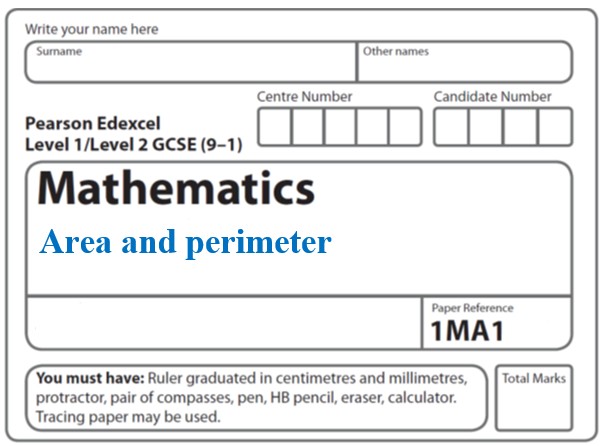 Write your name here
Surname
Other names
Centre Number
Candidate Number
Pearson Edexcel
Level 1/Level 2 GCSE (9–1)
Mathematics
Area and perimeter
Paper Reference
1MA1
You must have: Ruler graduated in centimetres and millimetres,
protractor, pair of compasses, pen, HB pencil, eraser, calculator.
Tracing paper may be used.
Total Marks